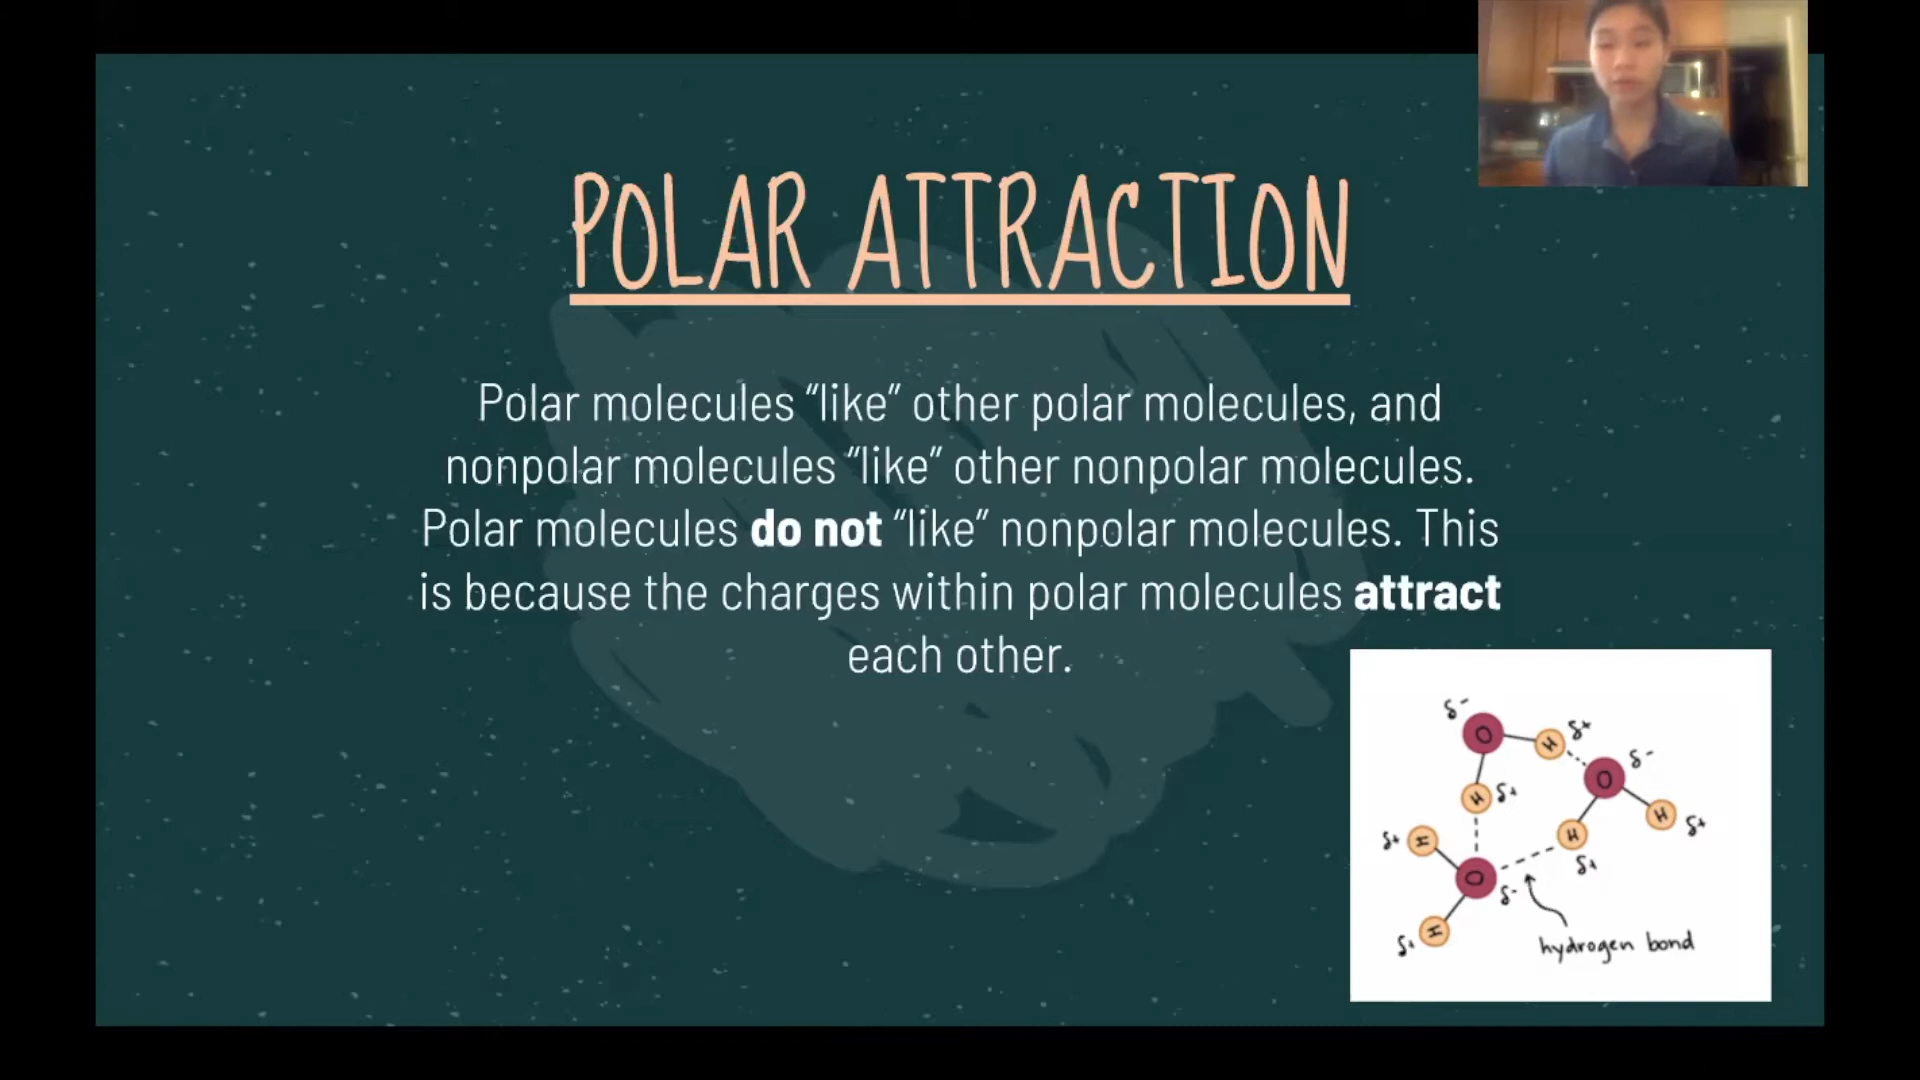 POLAR ATTRACTION
Polar molecules “like” other polar molecules, and
nonpolar molecules “like” other nonpolar molecules.
Polar molecules do not “like” nonpolar molecules. This
is because the charges within polar molecules attract
each other.
δ-
O
H
δ+
O
δ-
H
δ+
H
δ+
δ+
H
H
δ+
O
δ-
δ+
H
hydrogen bond